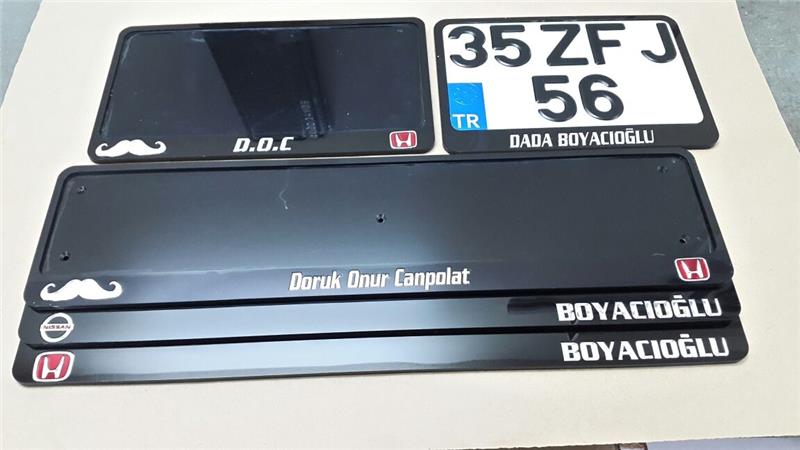 D.O.C
35 ZF J
56
TR
DADA BOYACIOĞLU
Doruk Onur Canpolat
NISSAN
BOYACIOĞLU
BOYACIOĞLU